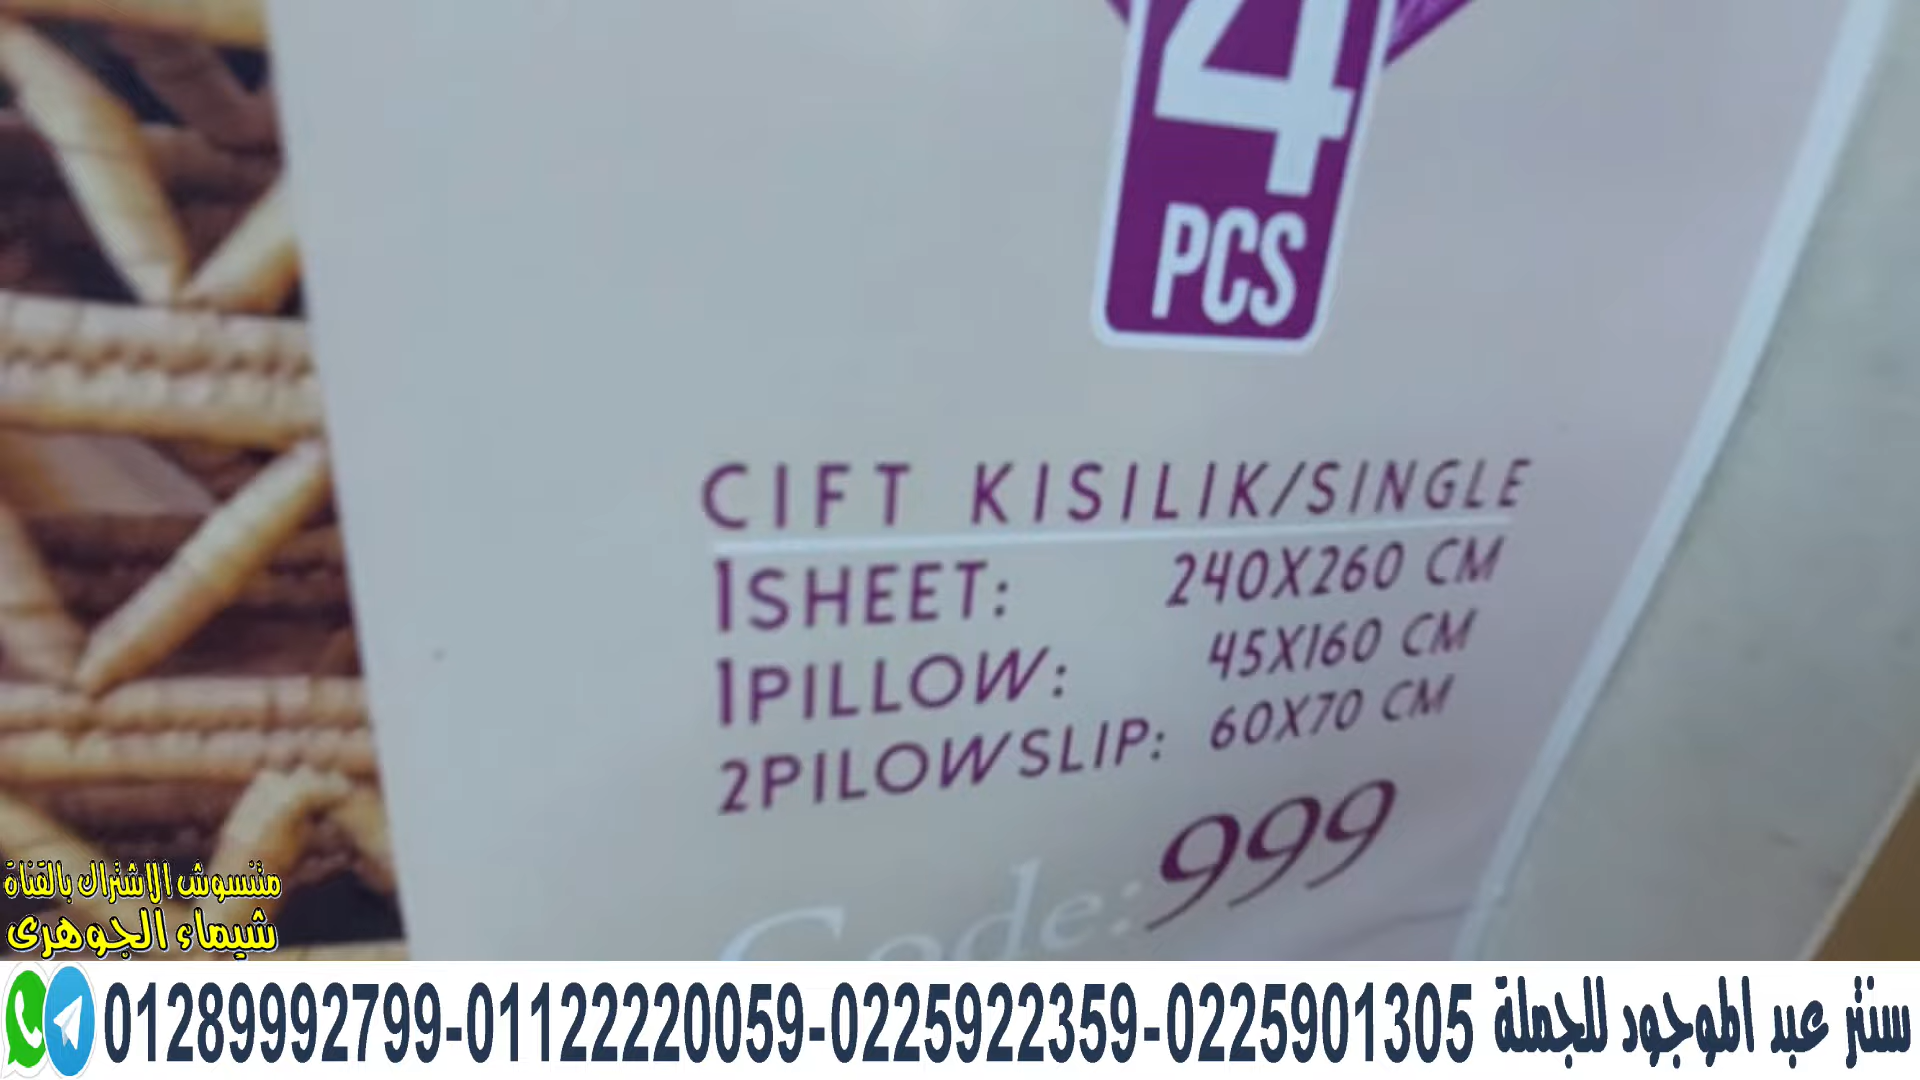 4
PCS
CIFT KISILIK/SINGLE
1SHEET: 240X260 CM
1PILLOW: 45X160 CM
2PILOWSLIP: 60X70 CM
Code: 999
متنسوش الاشتراك بالقناة
شيماء الجوهرى
سنتر عبد الموجود للجملة 01289992799-01122220059-0225922359-0225901305